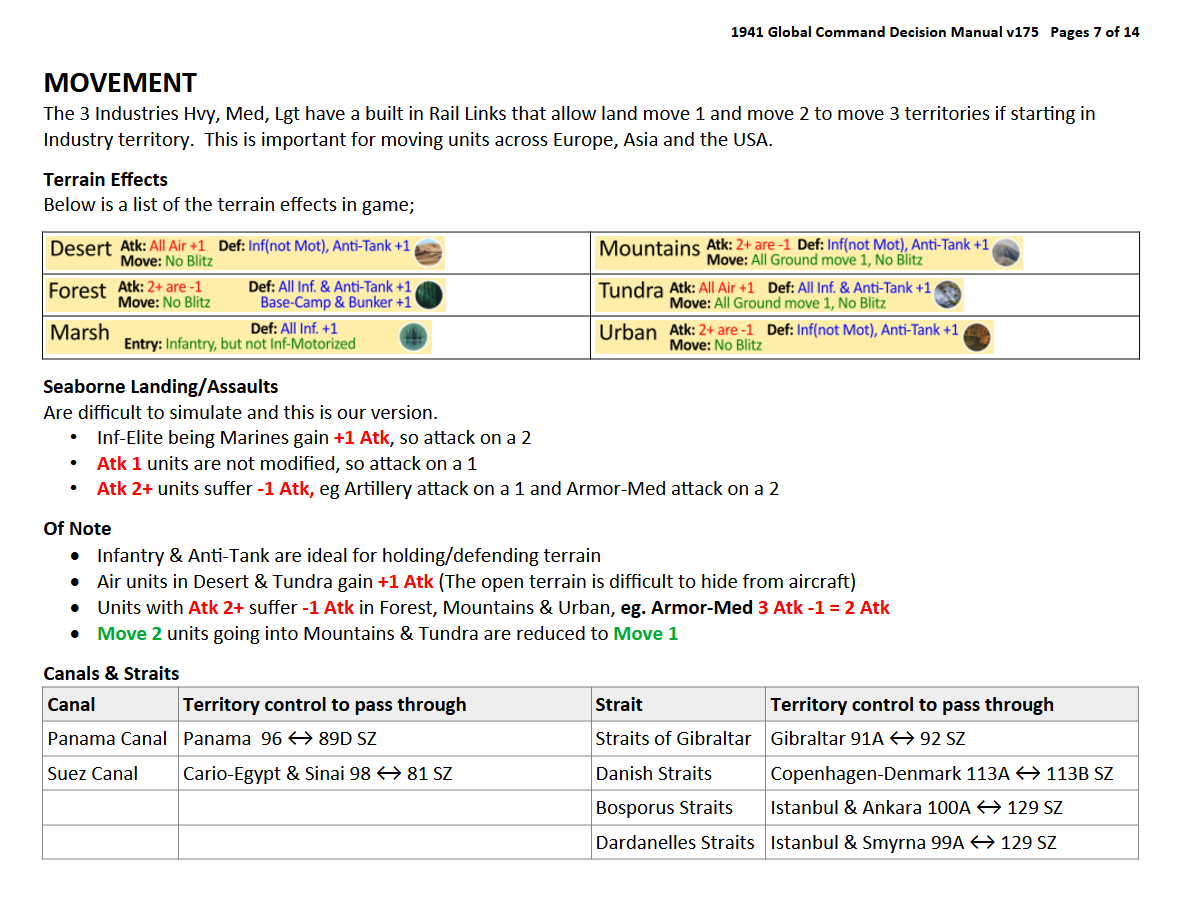 1941 Global Command Decision Manual v175 Pages 7 of 14
MOVEMENT
The 3 Industries Hvy, Med, Lgt have a built in Rail Links that allow land move 1 and move 2 to move 3 territories if starting in
Industry territory. This is important for moving units across Europe, Asia and the USA.
Terrain Effects
Below is a list of the terrain effects in game;
Desert Atk: All Air +1 Def: Inf(not Mot), Anti-Tank +1
Move: No Blitz
Mountains Atk: 2+ are -1 Def: Inf(not Mot), Anti-Tank +1
Move: All Ground move 1, No Blitz
Forest Atk: 2+ are -1 Def: All Inf. & Anti-Tank +1
Move: No Blitz Base-Camp & Bunker +1
Tundra Atk: All Air +1 Def: All Inf. & Anti-Tank +1
Move: All Ground move 1, No Blitz
Marsh Def: All Inf. +1
Entry: Infantry, but not Inf-Motorized
Urban Atk: 2+ are -1 Def: Inf(not Mot), Anti-Tank +1
Move: No Blitz
Seaborne Landing/Assaults
Are difficult to simulate and this is our version.
• Inf-Elite being Marines gain +1 Atk, so attack on a 2
• Atk 1 units are not modified, so attack on a 1
• Atk 2+ units suffer -1 Atk, eg Artillery attack on a 1 and Armor-Med attack on a 2
Of Note
• Infantry & Anti-Tank are ideal for holding/defending terrain
• Air units in Desert & Tundra gain +1 Atk (The open terrain is difficult to hide from aircraft)
• Units with Atk 2+ suffer -1 Atk in Forest, Mountains & Urban, eg. Armor-Med 3 Atk -1 = 2 Atk
• Move 2 units going into Mountains & Tundra are reduced to Move 1
Canals & Straits
Canal Territory control to pass through Strait Territory control to pass through
Panama Canal Panama 96 <-> 89D SZ Straits of Gibraltar Gibraltar 91A <-> 92 SZ
Suez Canal Cario-Egypt & Sinai 98 <-> 81 SZ Danish Straits Copenhagen-Denmark 113A <-> 113B SZ
Bosporus Straits Istanbul & Ankara 100A <-> 129 SZ
Dardanelles Straits Istanbul & Smyrna 99A <-> 129 SZ